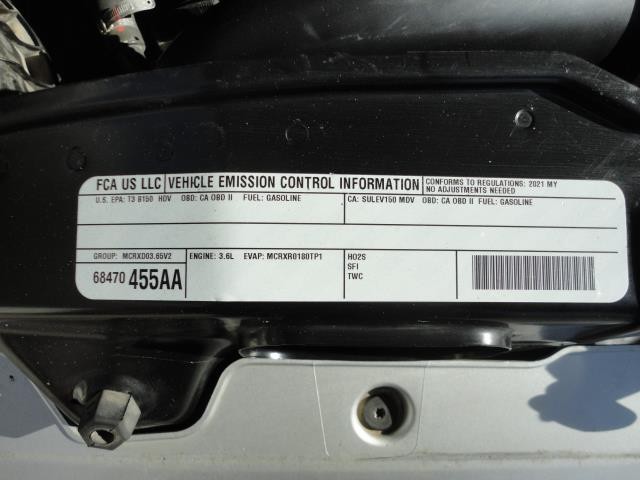 FCA US LLC VEHICLE EMISSION CONTROL INFORMATION CONFORMS TO REGULATIONS: 2021 MY
NO ADJUSTMENTS NEEDED
U.S. EPA: T3 B150 HDV OBD: CA OBD II FUEL: GASOLINE CA: SULEV150 MDV OBD: CA OBD II FUEL: GASOLINE
GROUP: MCRXD03.65V2 ENGINE: 3.6L EVAP: MCRXR0180TP1 HO2S
SFI
TWC
68470 455AA